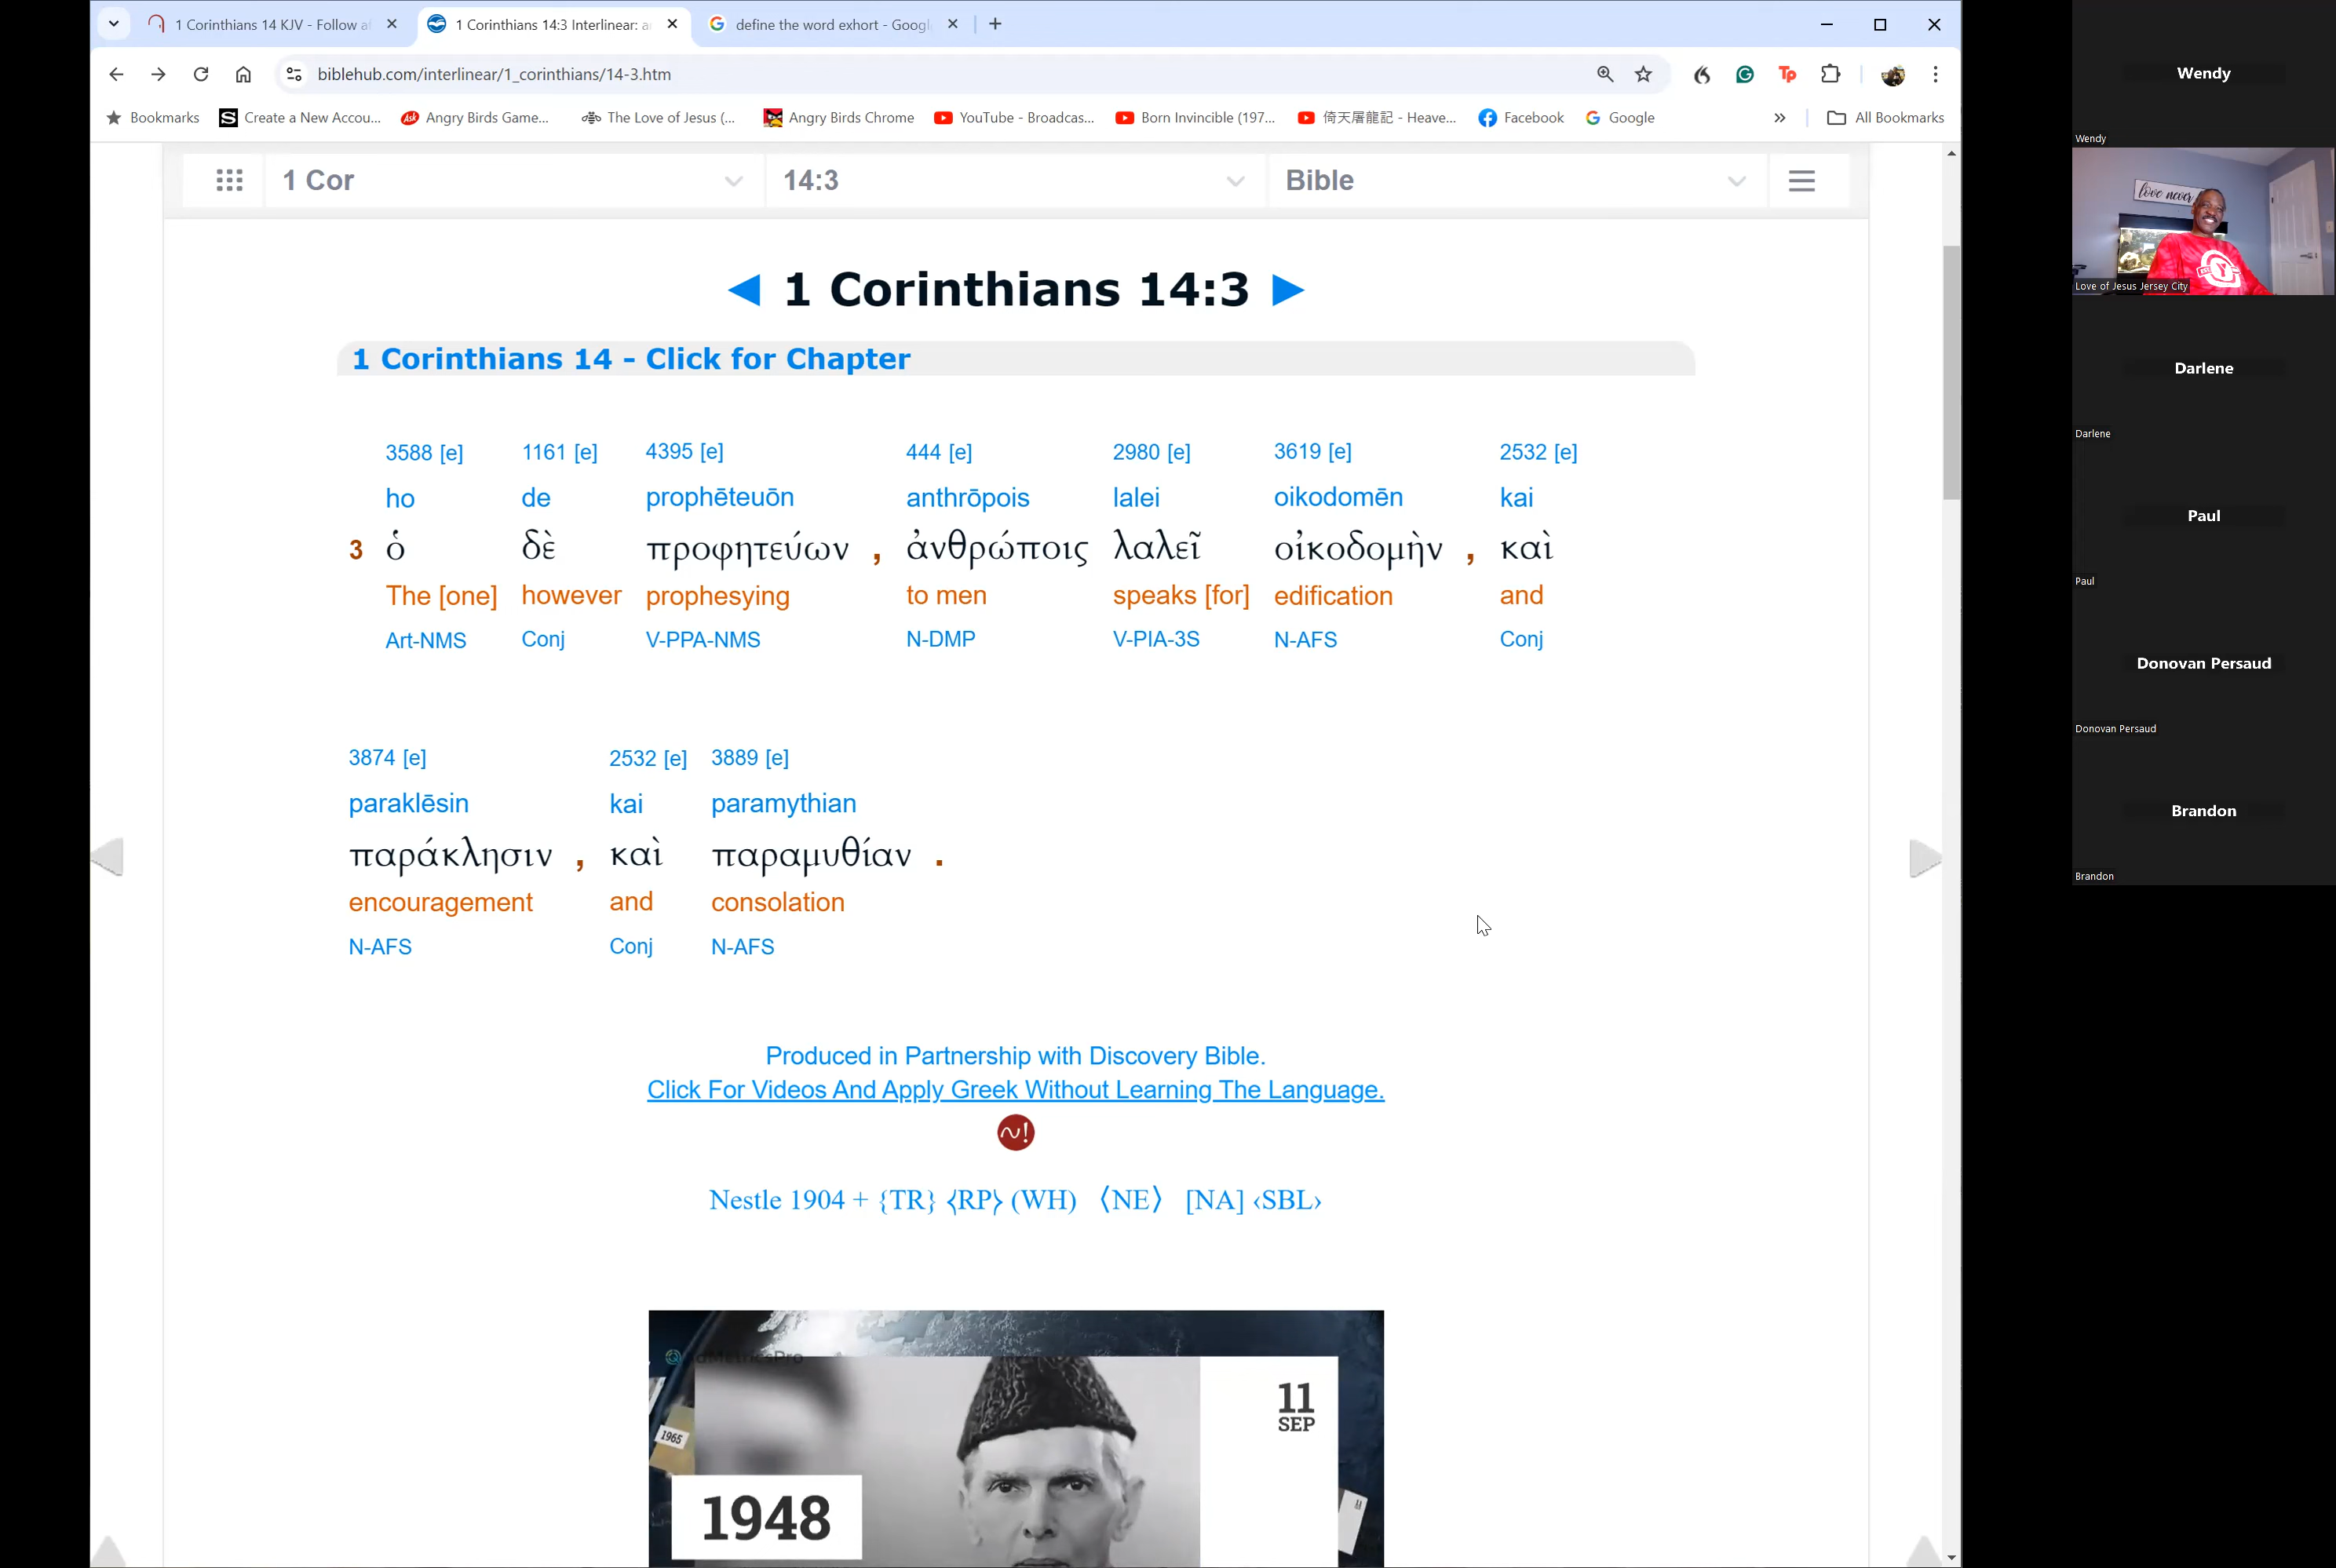 1 Corinthians 14 KJV - Follow a
1 Corinthians 14:3 Interlinear: a
define the word exhort - Googl
biblehub.com/interlinear/1_corinthians/14-3.htm
Tp
Bookmarks
S Create a New Accou...
Ask Angry Birds Game...
The Love of Jesus (...
Angry Birds Chrome
YouTube - Broadcas...
Born Invincible (197...
倚天屠龍記 - Heave...
Facebook
Google
»
All Bookmarks
1 Cor 14:3 Bible
1 Corinthians 14:3
1 Corinthians 14 - Click for Chapter
3588 [e] 1161 [e] 4395 [e] 444 [e] 2980 [e] 3619 [e] 2532 [e]
ho de prophēteuōn anthrōpois lalei oikodomēn kai
3 ὁ δὲ προφητεύων , ἀνθρώποις λαλεῖ οἰκοδομὴν , καὶ
The [one] however prophesying to men speaks [for] edification and
Art-NMS Conj V-PPA-NMS N-DMP V-PIA-3S N-AFS Conj
3874 [e] 2532 [e] 3889 [e]
paraklēsin kai paramythian
παράκλησιν , καὶ παραμυθίαν .
encouragement and consolation
N-AFS Conj N-AFS
Produced in Partnership with Discovery Bible.
Click For Videos And Apply Greek Without Learning The Language.
Nestle 1904 + {TR} ⧼RP⧽ (WH) 〈NE〉 [NA] ‹SBL›
11
SEP
1965
1948
Wendy
Wendy
love never
Love of Jesus Jersey City
Darlene
Darlene
Paul
Paul
Donovan Persaud
Donovan Persaud
Brandon
Brandon